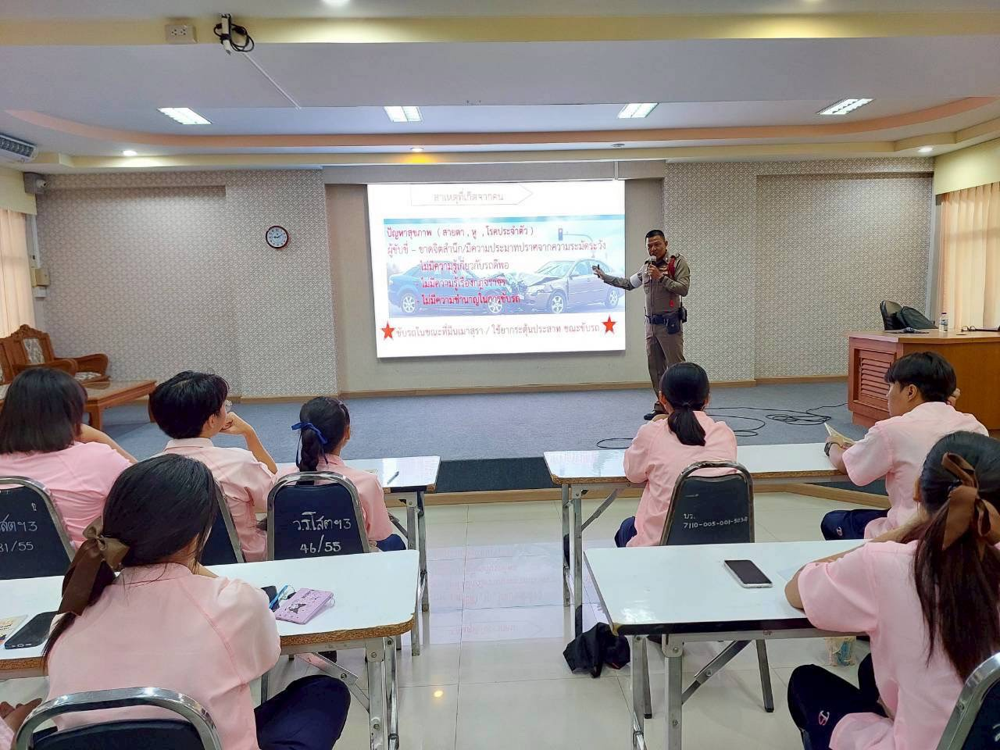 สาเหตุที่เกิดจากคน
ปัญหาสุขภาพ ( สายตา , หู , โรคประจำตัว )
ผู้ขับขี่ – ขาดจิตสำนึก/มีความประมาทปราศจากความระมัดระวัง
- ไม่มีความรู้เกี่ยวกับรถดีพอ
- ไม่มีความรู้เรื่องกฎจราจร
- ไม่มีความชำนาญในการขับรถ
ขับรถในขณะที่มึนเมาสุรา / ใช้ยากระตุ้นประสาท ขณะขับรถ
บว.
7110-005-001-
ว.ร.โสตฯ3
46/55
โสตฯ3
31/55